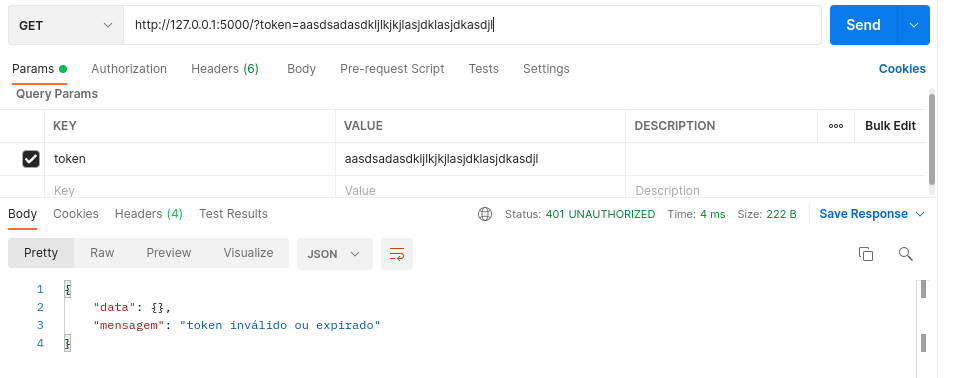 GET http://127.0.0.1:5000/?token=aasdsadasdkljlkjkjlasjdklasjdkasdjl Send
Params Authorization Headers (6) Body Pre-request Script Tests Settings Cookies
Query Params
KEY VALUE DESCRIPTION ooo Bulk Edit
token aasdsadasdkljlkjkjlasjdklasjdkasdjl
Key Value Description
Body Cookies Headers (4) Test Results Status: 401 UNAUTHORIZED Time: 4 ms Size: 222 B Save Response
Pretty Raw Preview Visualize JSON
1 {
2 "data": {},
3 "mensagem": "token inválido ou expirado"
4 }